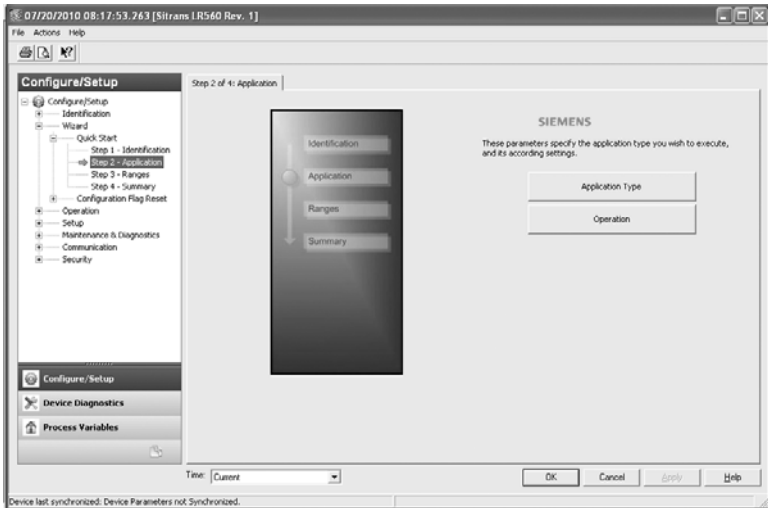 07/20/2010 08:17:53.263 [Sitrans LR560 Rev. 1]
File Actions Help
Configure/Setup
Configure/Setup
Identification
Wizard
Quick Start
Step 1 - Identification
Step 2 - Application
Step 3 - Ranges
Step 4 - Summary
Configuration Flag Reset
Operation
Setup
Maintenance & Diagnostics
Communication
Security
Configure/Setup
Device Diagnostics
Process Variables
Step 2 of 4: Application
Identification
Application
Ranges
Summary
SIEMENS
These parameters specify the application type you wish to execute,
and its according settings.
Application Type
Operation
Time: Current
OK Cancel Apply Help
Device last synchronized: Device Parameters not Synchronized.